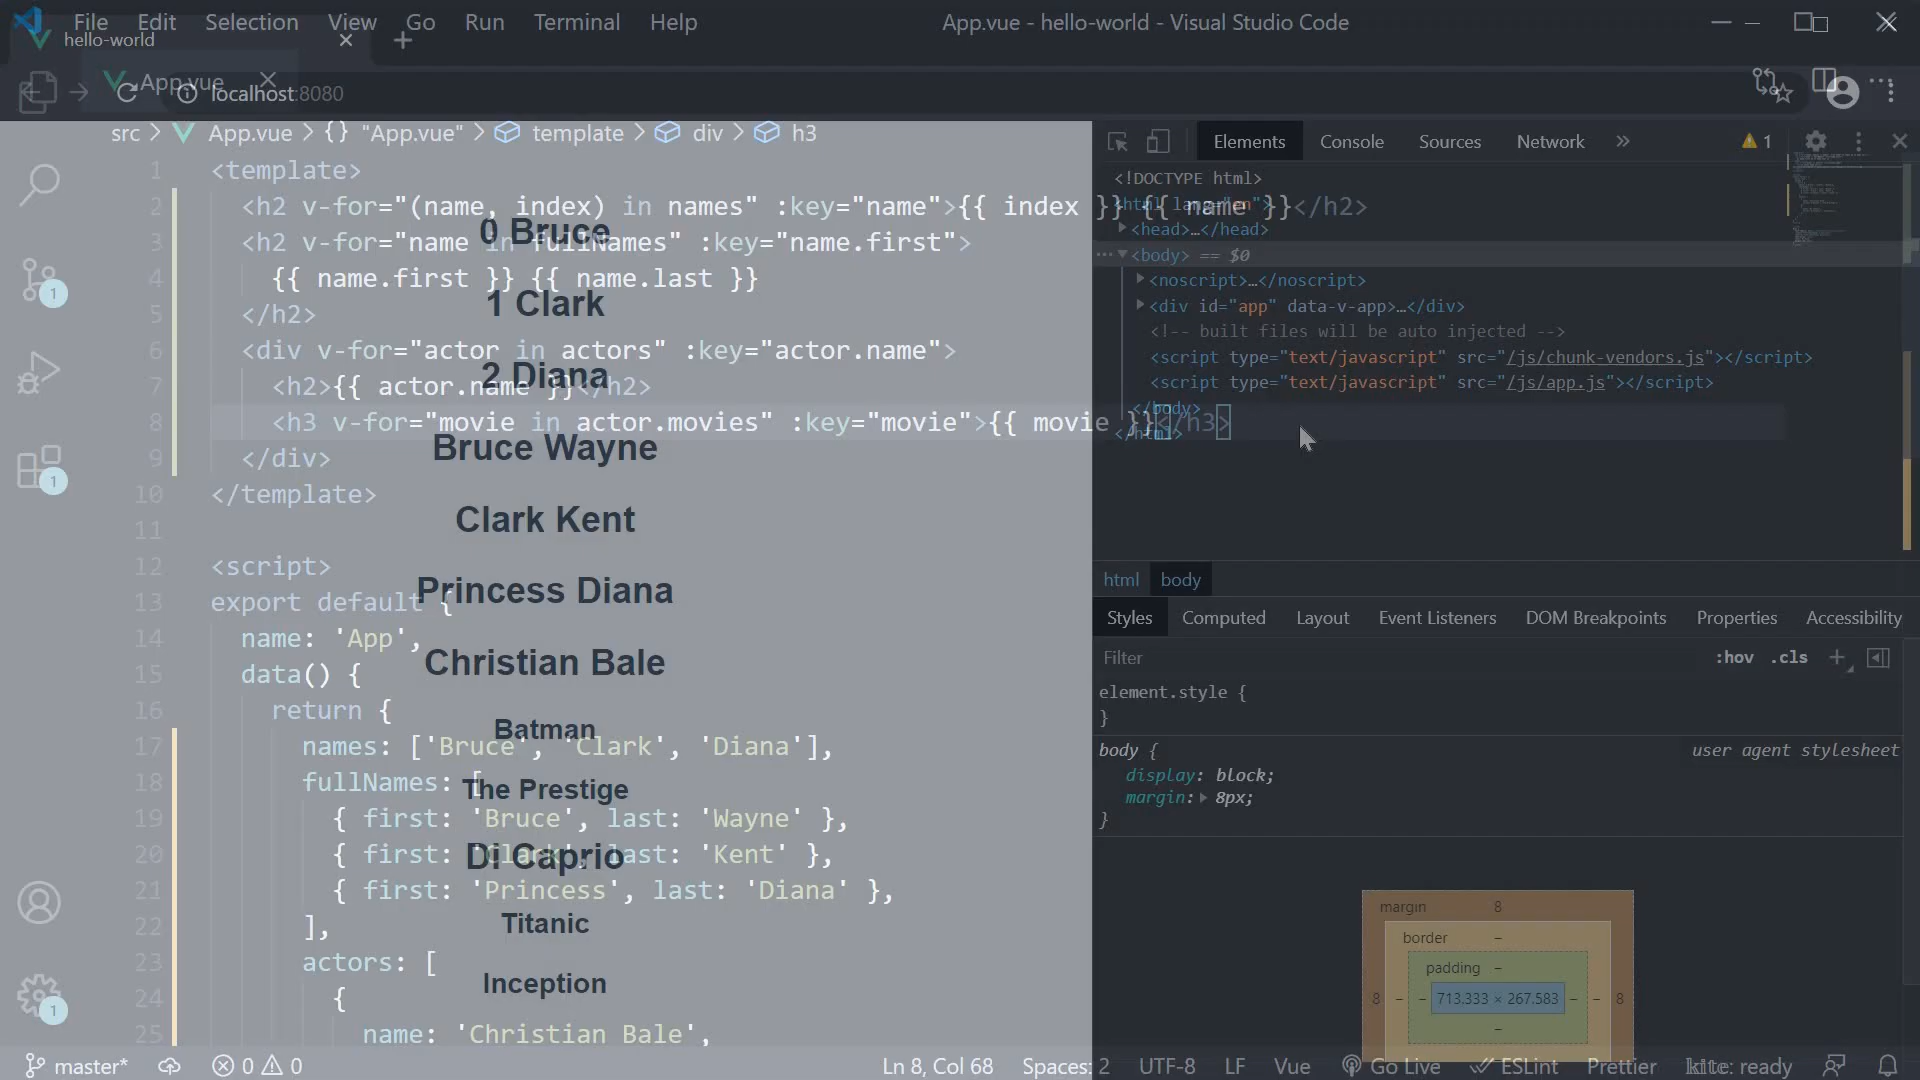 File Edit Selection View Go Run Terminal Help
App.vue - hello-world - Visual Studio Code
hello-world
App.vue
localhost:8080
src > App.vue > {} "App.vue" > template > div > h3
1 <template>
2 <h2 v-for="(name, index) in names" :key="name">{{ index }} {{ name }}</h2>
3 <h2 v-for="name in fullNames" :key="name.first">
4 {{ name.first }} {{ name.last }}
5 </h2>
6 <div v-for="actor in actors" :key="actor.name">
7 <h2>{{ actor.name }}</h2>
8 <h3 v-for="movie in actor.movies" :key="movie">{{ movie }}</h3>
9 </div>
10 </template>
11
12 <script>
13 export default {
14 name: 'App',
15 data() {
16 return {
17 names: ['Bruce', 'Clark', 'Diana'],
18 fullNames: [
19 { first: 'Bruce', last: 'Wayne' },
20 { first: 'Clark', last: 'Kent' },
21 { first: 'Princess', last: 'Diana' },
22 ],
23 actors: [
24 {
25 name: 'Christian Bale',
0 Bruce
1 Clark
2 Diana
Bruce Wayne
Clark Kent
Princess Diana
Christian Bale
Batman
The Prestige
Di Caprio
Titanic
Inception
1
1
1
Elements Console Sources Network » 1
<!DOCTYPE html>
<html lang="en">
<head>…</head>
<body> == $0
<noscript>…</noscript>
<div id="app" data-v-app>…</div>
<!-- built files will be auto injected -->
<script type="text/javascript" src="/js/chunk-vendors.js"></script>
<script type="text/javascript" src="/js/app.js"></script>
</body>
</html>
html body
Styles Computed Layout Event Listeners DOM Breakpoints Properties Accessibility
Filter :hov .cls +
element.style {
}
body { user agent stylesheet
display: block;
margin: 8px;
}
margin 8
border –
padding –
8 – – 713.333 × 267.583 – – 8
–
master* 0 0 Ln 8, Col 68 Spaces: 2 UTF-8 LF Vue Go Live ESLint Prettier kite: ready